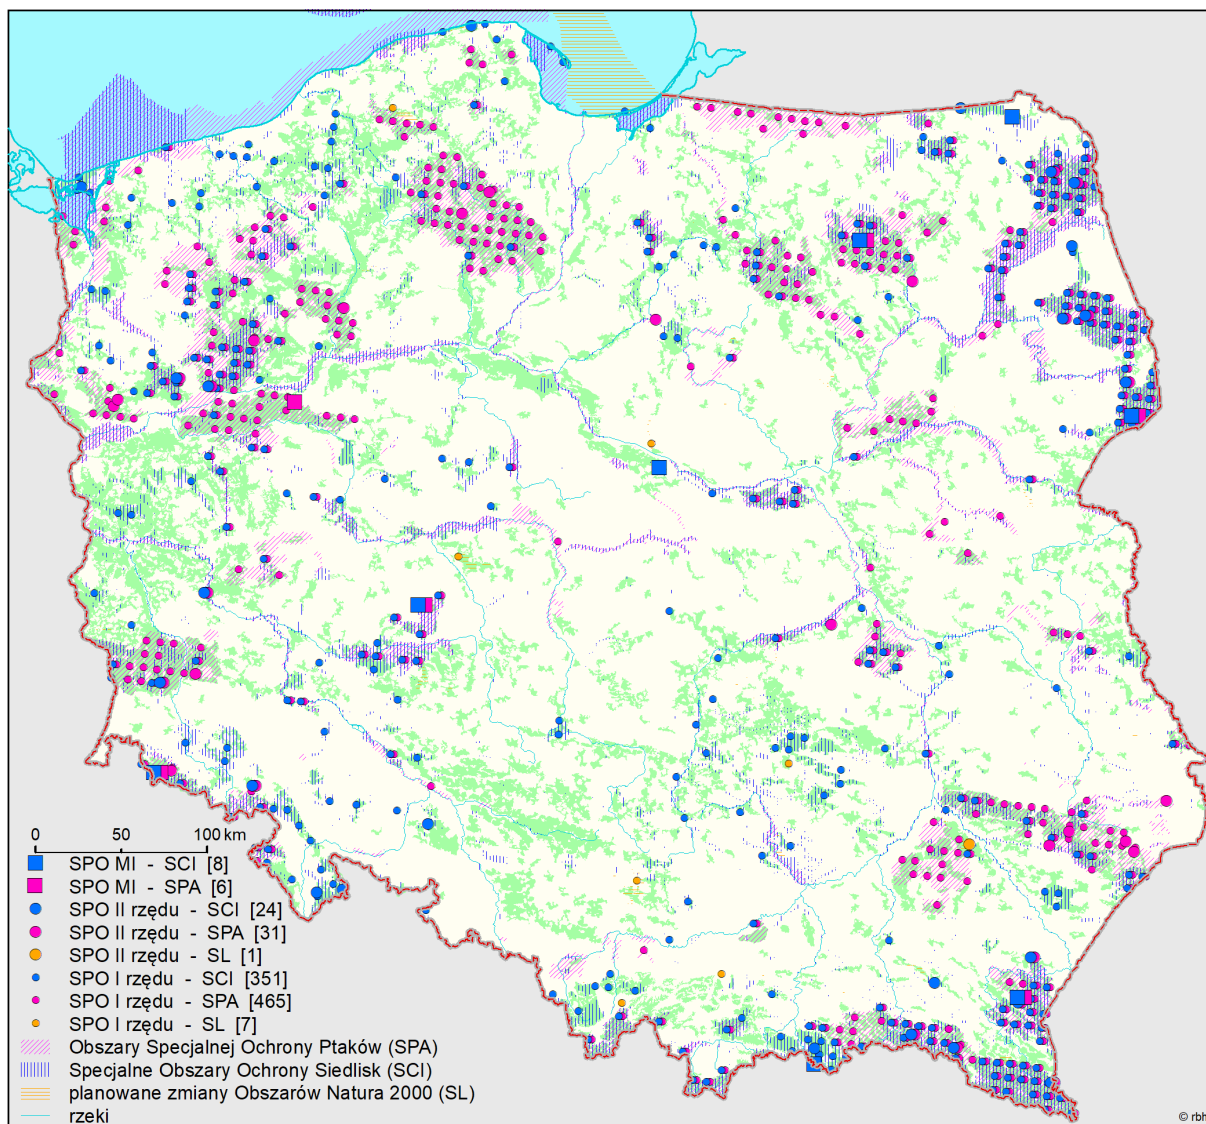 0 50 100 km
SPO MI - SCI [8]
SPO MI - SPA [6]
SPO II rzędu - SCI [24]
SPO II rzędu - SPA [31]
SPO II rzędu - SL [1]
SPO I rzędu - SCI [351]
SPO I rzędu - SPA [465]
SPO I rzędu - SL [7]
Obszary Specjalnej Ochrony Ptaków (SPA)
Specjalne Obszary Ochrony Siedlisk (SCI)
planowane zmiany Obszarów Natura 2000 (SL)
rzeki
© rbh